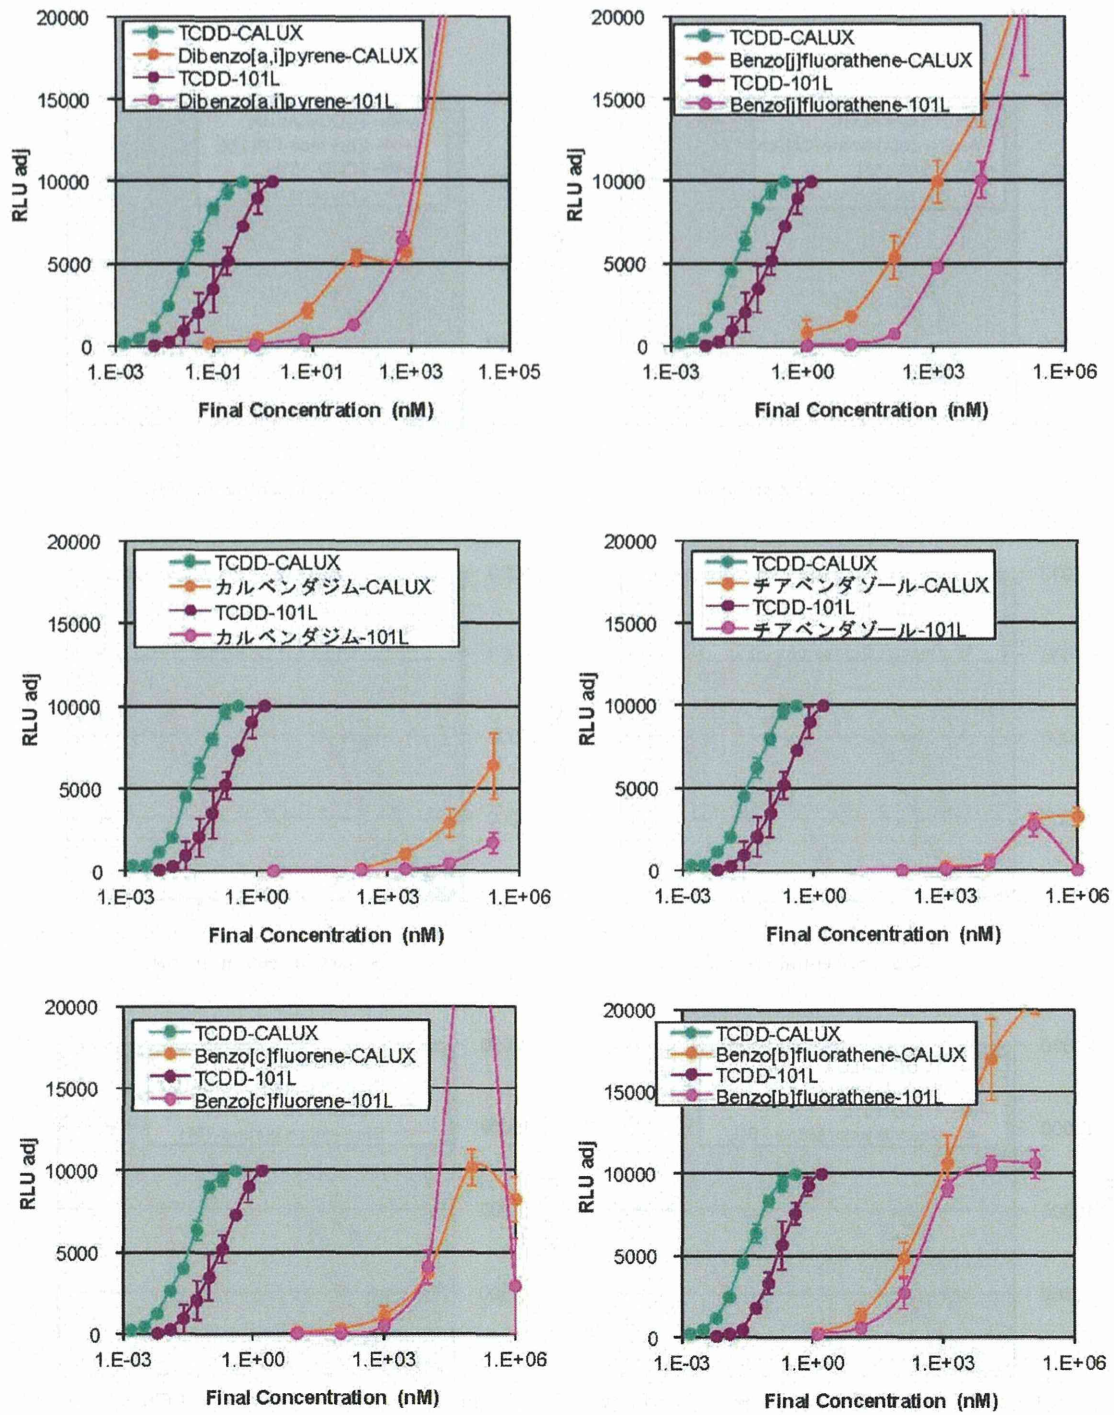 20000
15000
10000
5000
0
RLU adj
TCDD-CALUX
Dibenzo[a,i]pyrene-CALUX
TCDD-101L
Dibenzo[a,i]pyrene-101L
1.E-03 1.E-01 1.E+01 1.E+03 1.E+05
Final Concentration (nM)
20000
15000
10000
5000
0
RLU adj
TCDD-CALUX
Benzo[j]fluorathene-CALUX
TCDD-101L
Benzo[j]fluorathene-101L
1.E-03 1.E+00 1.E+03 1.E+06
Final Concentration (nM)
20000
15000
10000
5000
0
RLU adj
TCDD-CALUX
カルベンダジム-CALUX
TCDD-101L
カルベンダジム-101L
1.E-03 1.E+00 1.E+03 1.E+06
Final Concentration (nM)
20000
15000
10000
5000
0
RLU adj
TCDD-CALUX
チアベンダゾール-CALUX
TCDD-101L
チアベンダゾール-101L
1.E-03 1.E+00 1.E+03 1.E+06
Final Concentration (nM)
20000
15000
10000
5000
0
RLU adj
TCDD-CALUX
Benzo[c]fluorene-CALUX
TCDD-101L
Benzo[c]fluorene-101L
1.E-03 1.E+00 1.E+03 1.E+06
Final Concentration (nM)
20000
15000
10000
5000
0
RLU adj
TCDD-CALUX
Benzo[b]fluorathene-CALUX
TCDD-101L
Benzo[b]fluorathene-101L
1.E-03 1.E+00 1.E+03 1.E+06
Final Concentration (nM)